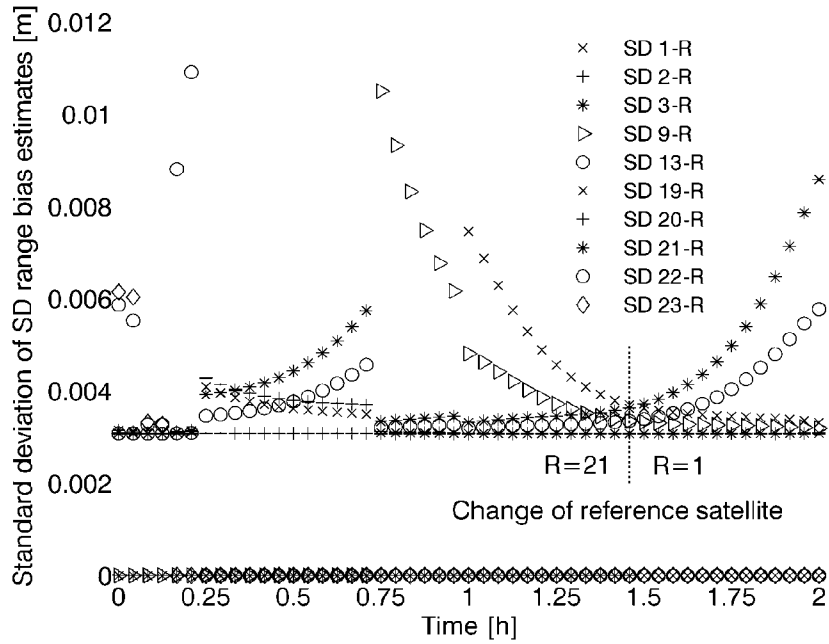 Standard deviation of SD range bias estimates [m]
0.012
0.01
0.008
0.006
0.004
0.002
0
SD 1-R
SD 2-R
SD 3-R
SD 9-R
SD 13-R
SD 19-R
SD 20-R
SD 21-R
SD 22-R
SD 23-R
R=21
R=1
Change of reference satellite
0 0.25 0.5 0.75 1 1.25 1.5 1.75 2
Time [h]